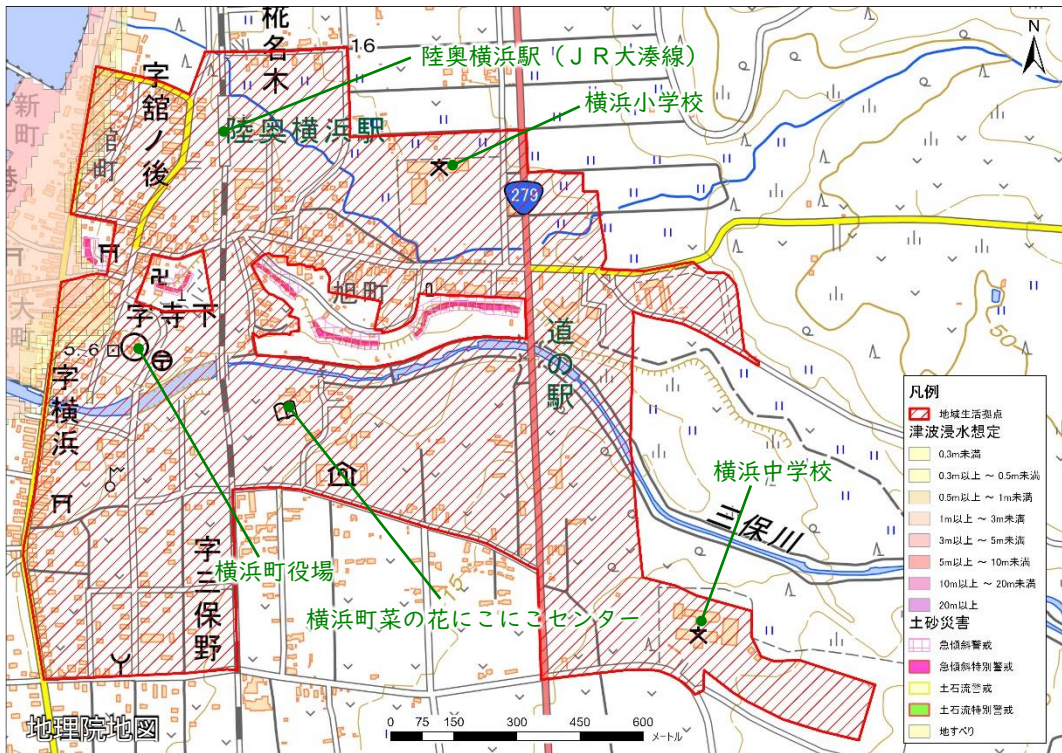 N
椛名木
16
陸奥横浜駅（ＪＲ大湊線）
横浜小学校
字舘ノ後
新町
港
舘町
陸奥横浜駅
279
大町
旭町
字寺下
道の駅
5.6
50
字横浜
横浜中学校
三保川
字三保野
横浜町役場
15
横浜町菜の花にこにこセンター
地理院地図
0 75 150 300 450 600
メートル
凡例
地域生活拠点
津波浸水想定
0.3m未満
0.3m以上 ～ 0.5m未満
0.5m以上 ～ 1m未満
1m以上 ～ 3m未満
3m以上 ～ 5m未満
5m以上 ～ 10m未満
10m以上 ～ 20m未満
20m以上
土砂災害
急傾斜警戒
急傾斜特別警戒
土石流警戒
土石流特別警戒
地すべり